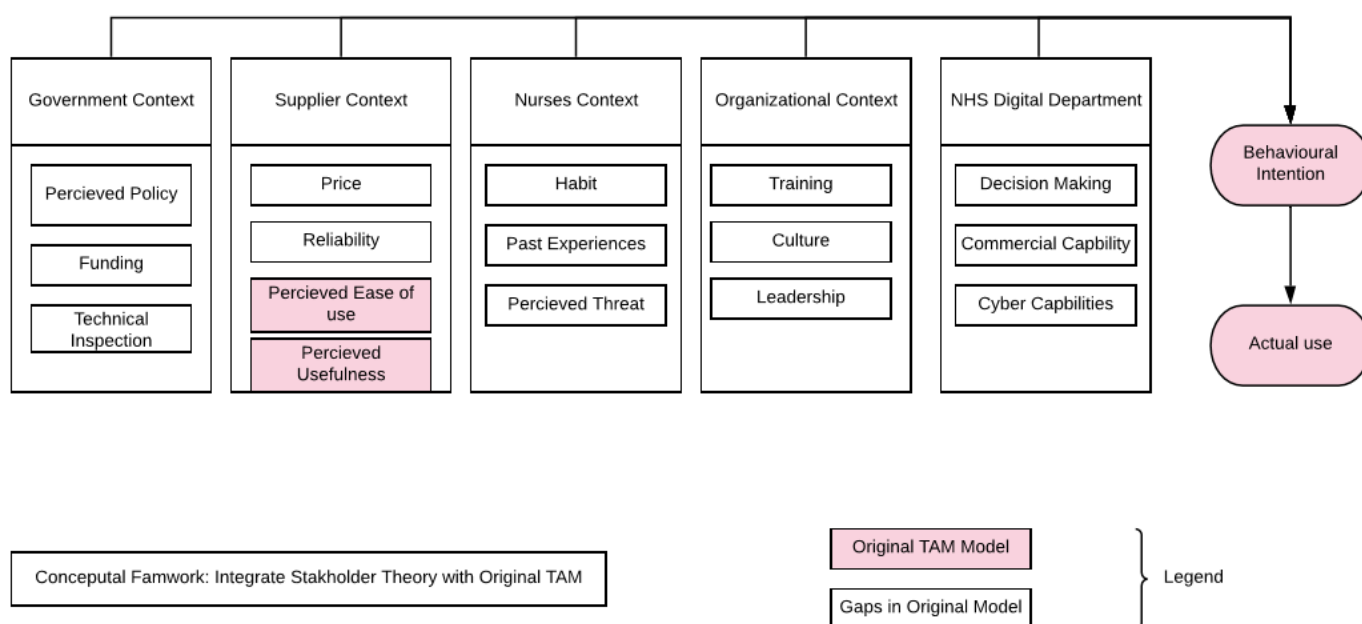 Government Context
Supplier Context
Nurses Context
Organizational Context
NHS Digital Department
Percieved Policy
Funding
Technical
Inspection
Price
Reliability
Percieved Ease of
use
Percieved
Usefulness
Habit
Past Experiences
Percieved Threat
Training
Culture
Leadership
Decision Making
Commercial Capbility
Cyber Capbilities
Behavioural
Intention
Actual use
Conceputal Famwork: Integrate Stakholder Theory with Original TAM
Original TAM Model
Gaps in Original Model
Legend